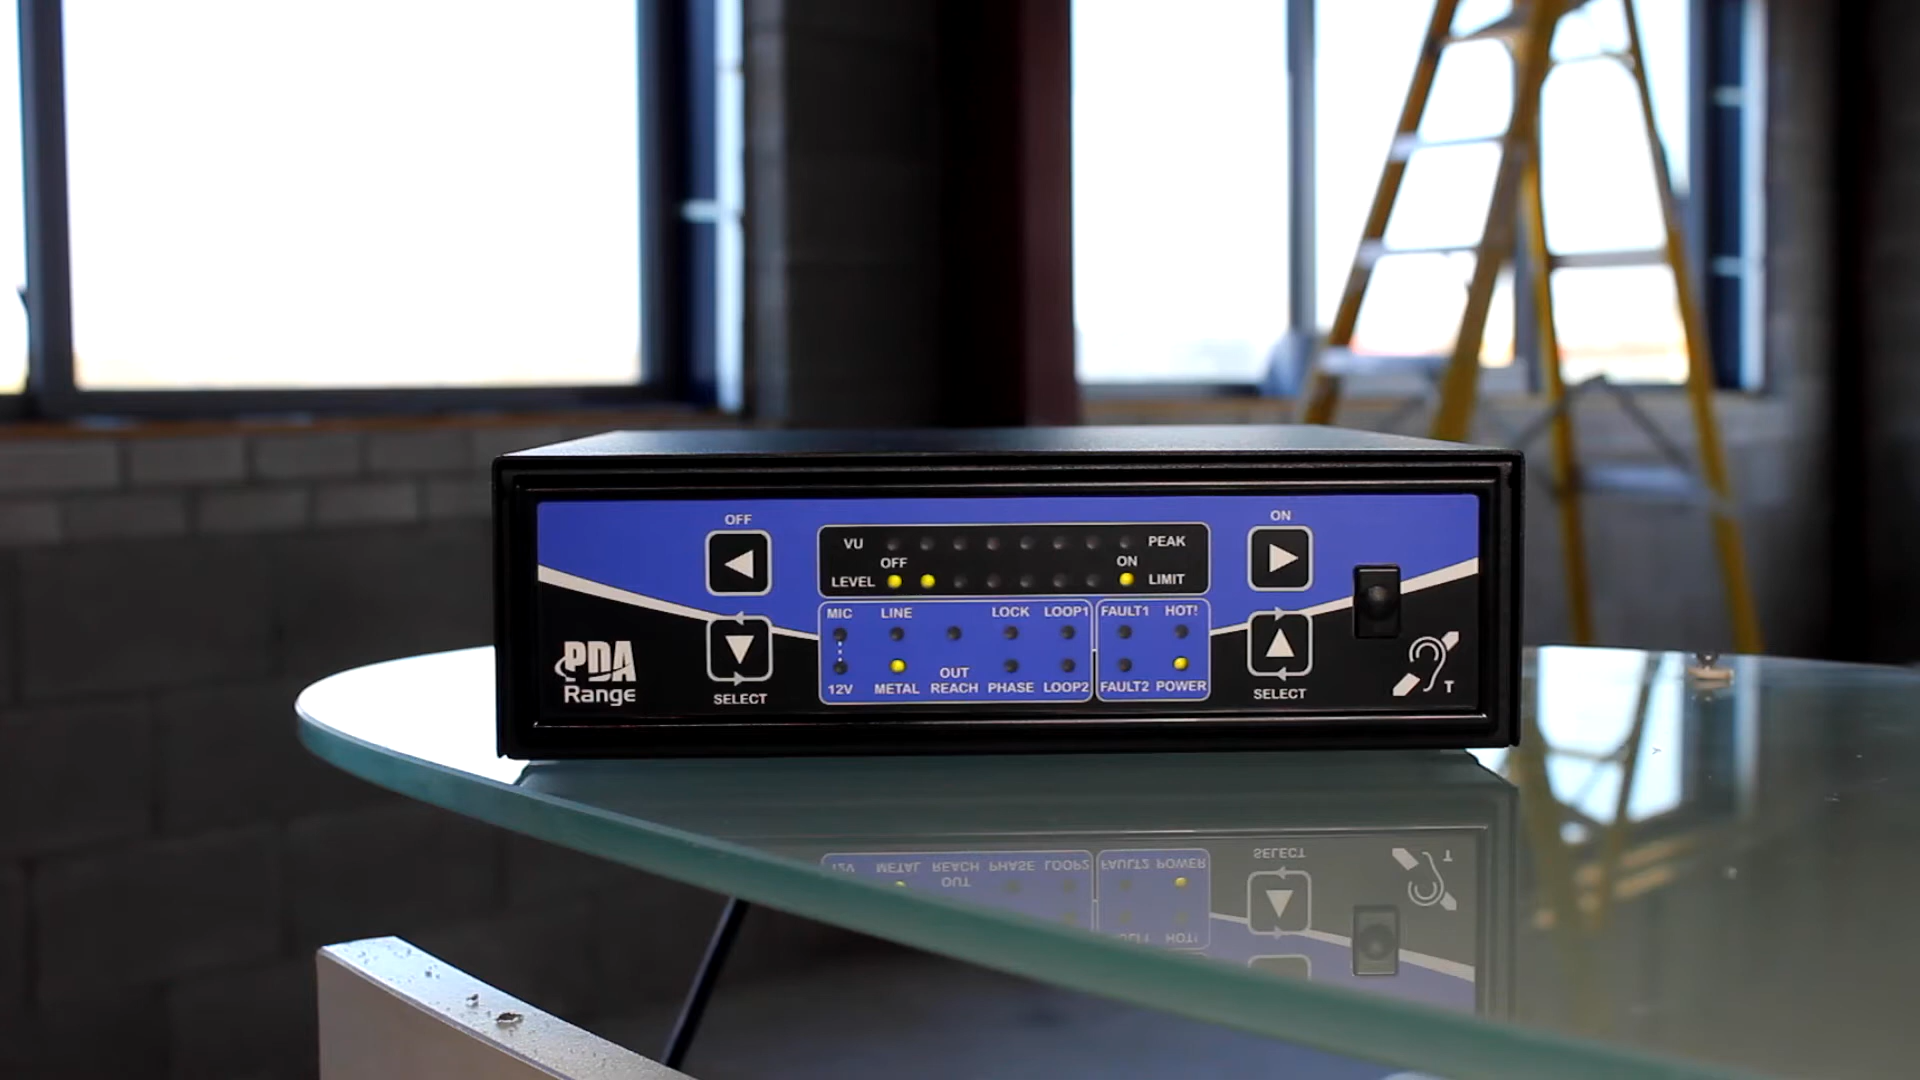 OFF
ON
VU
PEAK
OFF
ON
LEVEL
LIMIT
MIC LINE LOCK LOOP1 FAULT1 HOT!
OUT
12V METAL REACH PHASE LOOP2 FAULT2 POWER
SELECT
SELECT
PDA
Range
T